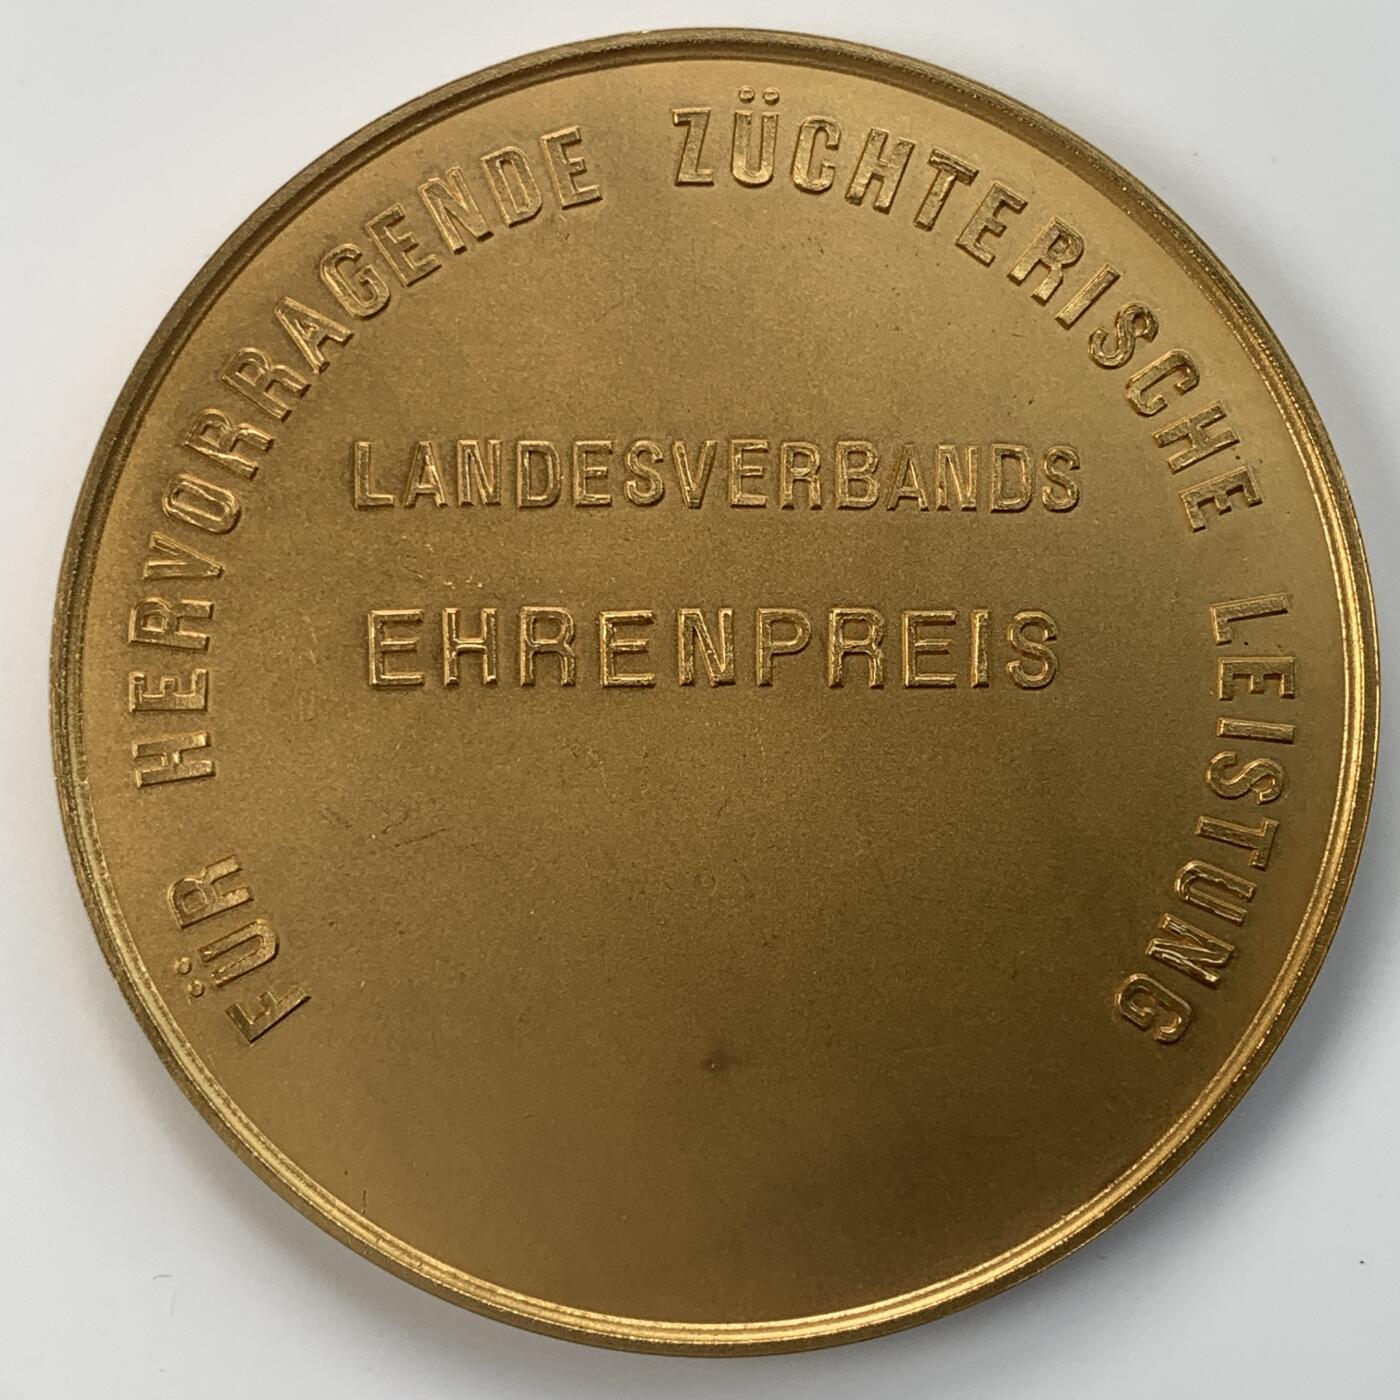 FÜR HERVORRAGENDE ZÜCHTERISCHE LEISTUNG
LANDESVERBANDS
EHRENPREIS